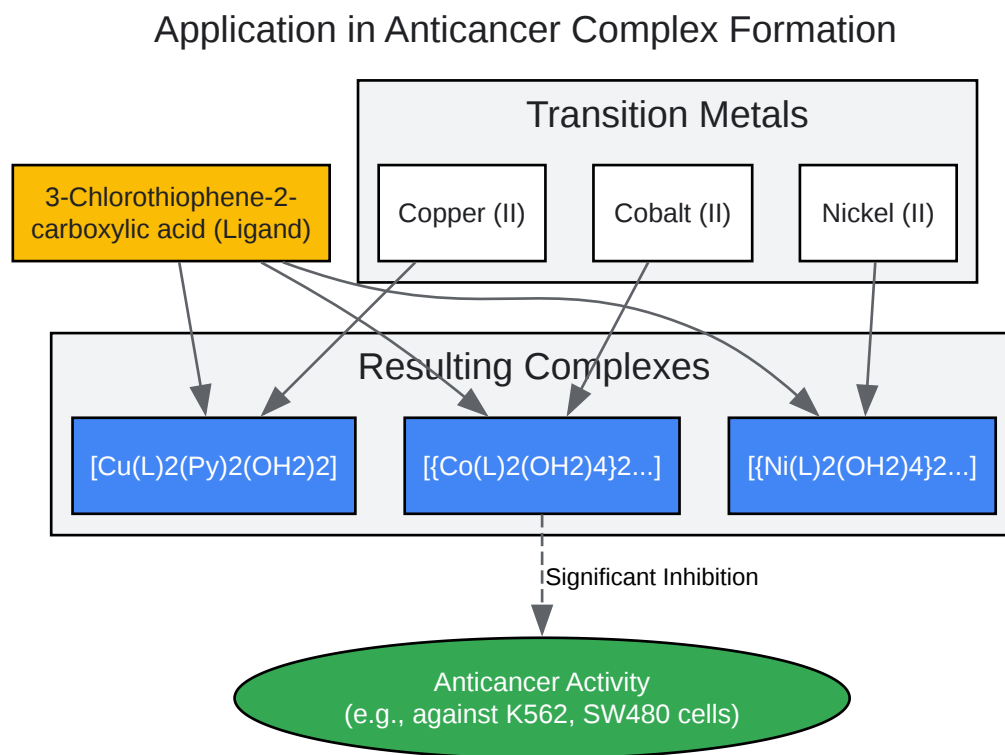 Application in Anticancer Complex Formation
Transition Metals
3-Chlorothiophene-2-
carboxylic acid (Ligand)
Copper (II)
Cobalt (II)
Nickel (II)
Resulting Complexes
[Cu(L)2(Py)2(OH2)2]
[{Co(L)2(OH2)4}2...]
[{Ni(L)2(OH2)4}2...]
Significant Inhibition
Anticancer Activity
(e.g., against K562, SW480 cells)